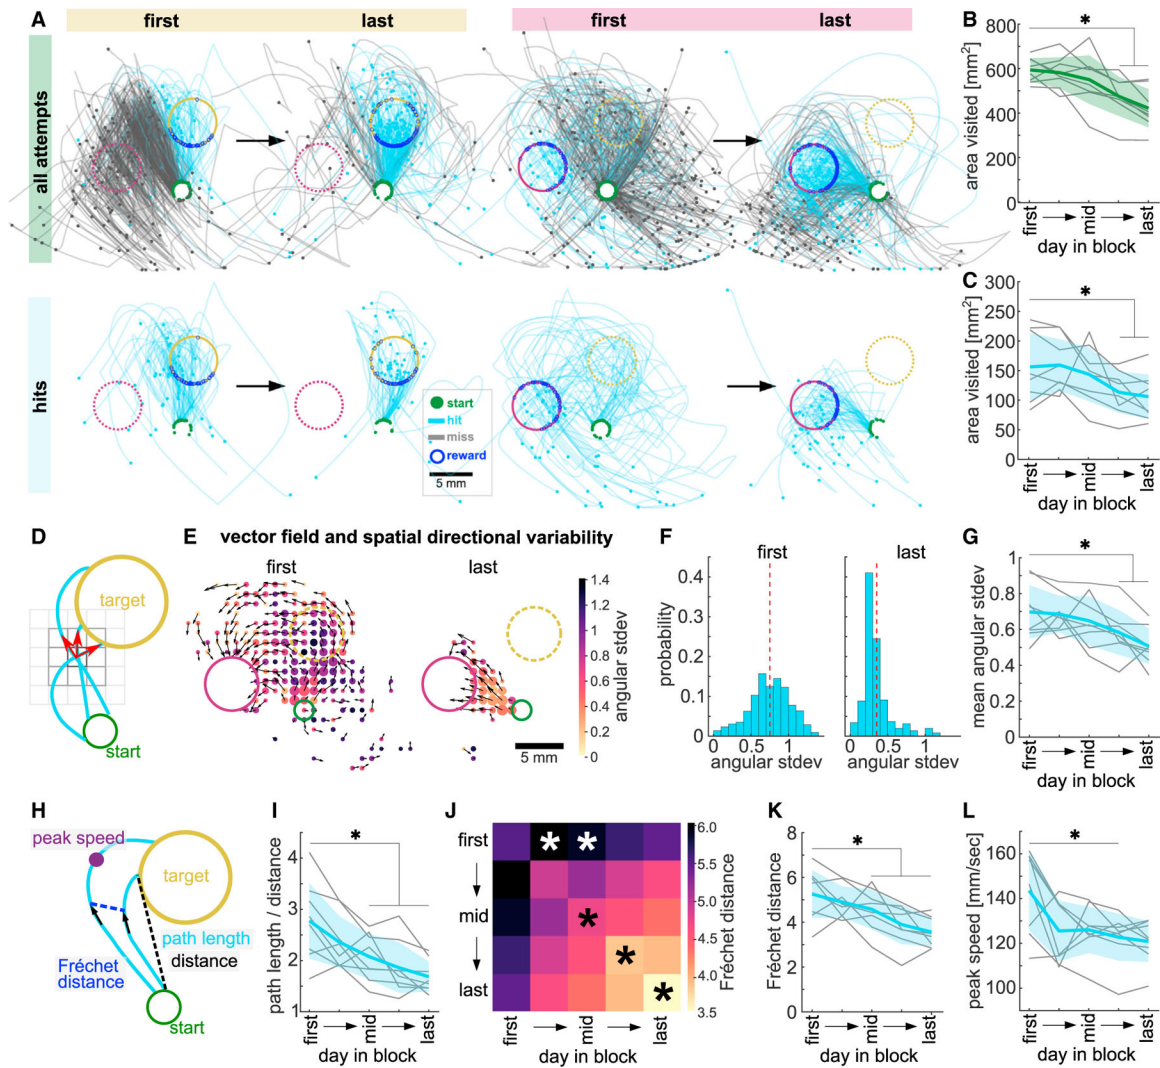 A
first
last
first
last
all attempts
hits
start
hit
miss
reward
5 mm
B
*
area visited [mm²]
800
600
400
200
0
first
mid
last
day in block
C
*
area visited [mm²]
300
250
200
150
100
50
0
first
mid
last
day in block
D
target
start
E
vector field and spatial directional variability
first
last
5 mm
1.4
1.2
1.0
0.8
0.6
0.4
0.2
0
angular stdev
F
first
last
probability
0.4
0.3
0.2
0.1
0
0
0.5
1
0
0.5
1
angular stdev
angular stdev
G
*
mean angular stdev
1
0.8
0.6
0.4
0.2
0
first
mid
last
day in block
H
peak speed
target
path length
distance
Fréchet
distance
start
I
*
path length / distance
4
3
2
1
first
mid
last
day in block
J
first
mid
last
* *
*
*
*
first
mid
last
day in block
6.0
5.5
5.0
4.5
4.0
3.5
Fréchet distance
K
*
Fréchet distance
8
6
4
2
0
first
mid
last
day in block
L
*
peak speed [mm/sec]
160
140
120
100
first
mid
last
day in block